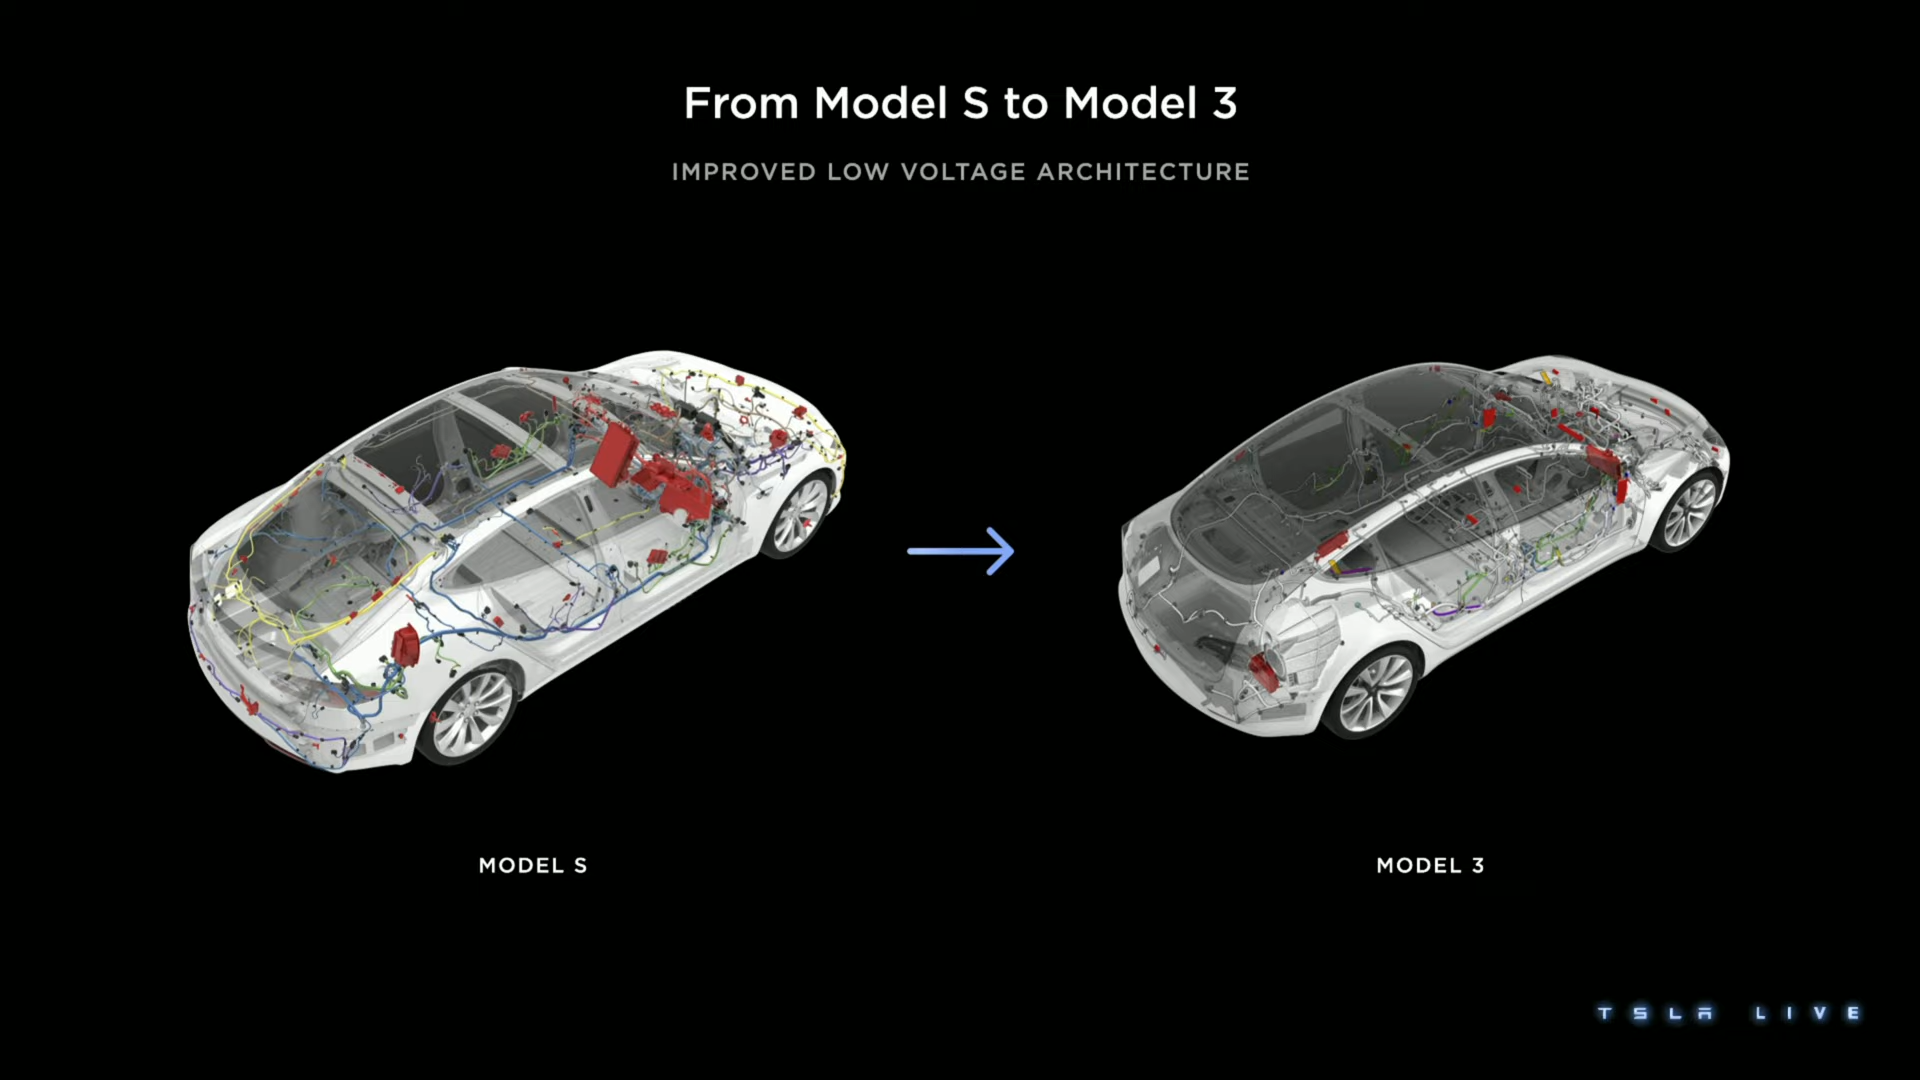 From Model S to Model 3
IMPROVED LOW VOLTAGE ARCHITECTURE
MODEL S
MODEL 3
TSLA LIVE